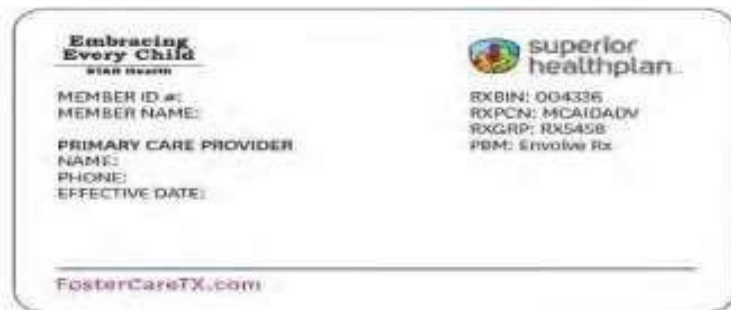 Embracing
Every Child
STAR Health
superior
healthplan
MEMBER ID #:
MEMBER NAME:
PRIMARY CARE PROVIDER
NAME:
PHONE:
EFFECTIVE DATE:
RXBIN: 004336
RXPCN: MCAIDADV
RXGRP: RX5458
PBM: Envolve Rx
FosterCareTX.com